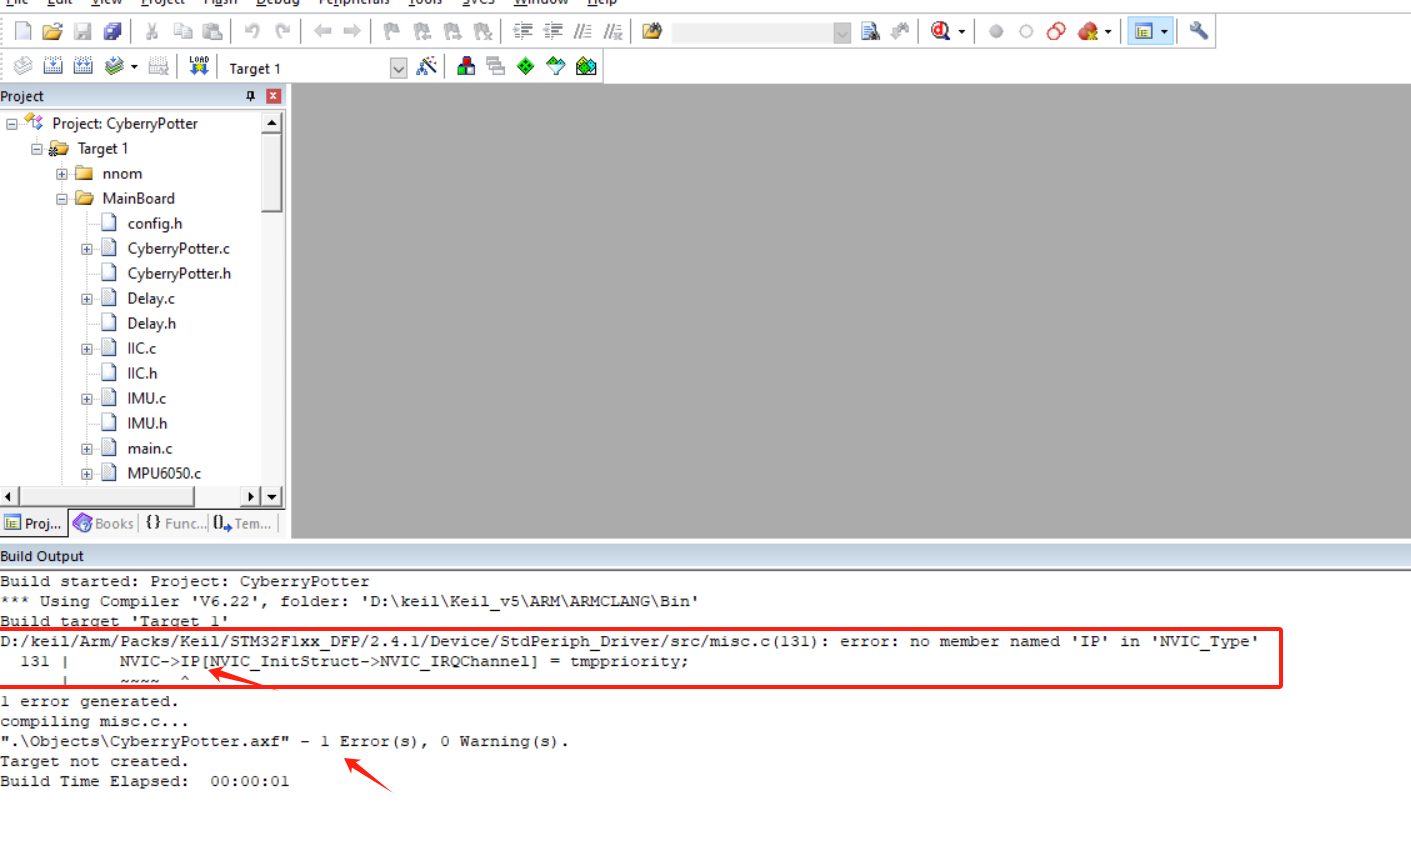 File Edit View Project Flash Debug Peripherals Tools SVCS Window Help
LOAD
Target 1
Project
Project: CyberryPotter
Target 1
nnom
MainBoard
config.h
CyberryPotter.c
CyberryPotter.h
Delay.c
Delay.h
IIC.c
IIC.h
IMU.c
IMU.h
main.c
MPU6050.c
Proj... Books {} Func... Tem...
Build Output
Build started: Project: CyberryPotter
*** Using Compiler 'V6.22', folder: 'D:\keil\Keil_v5\ARM\ARMCLANG\Bin'
Build target 'Target 1'
D:/keil/Arm/Packs/Keil/STM32F1xx_DFP/2.4.1/Device/StdPeriph_Driver/src/misc.c(131): error: no member named 'IP' in 'NVIC_Type'
131 |     NVIC->IP[NVIC_InitStruct->NVIC_IRQChannel] = tmppriority;
|     ~~~~  ^
1 error generated.
compiling misc.c...
".\Objects\CyberryPotter.axf" - 1 Error(s), 0 Warning(s).
Target not created.
Build Time Elapsed:  00:00:01